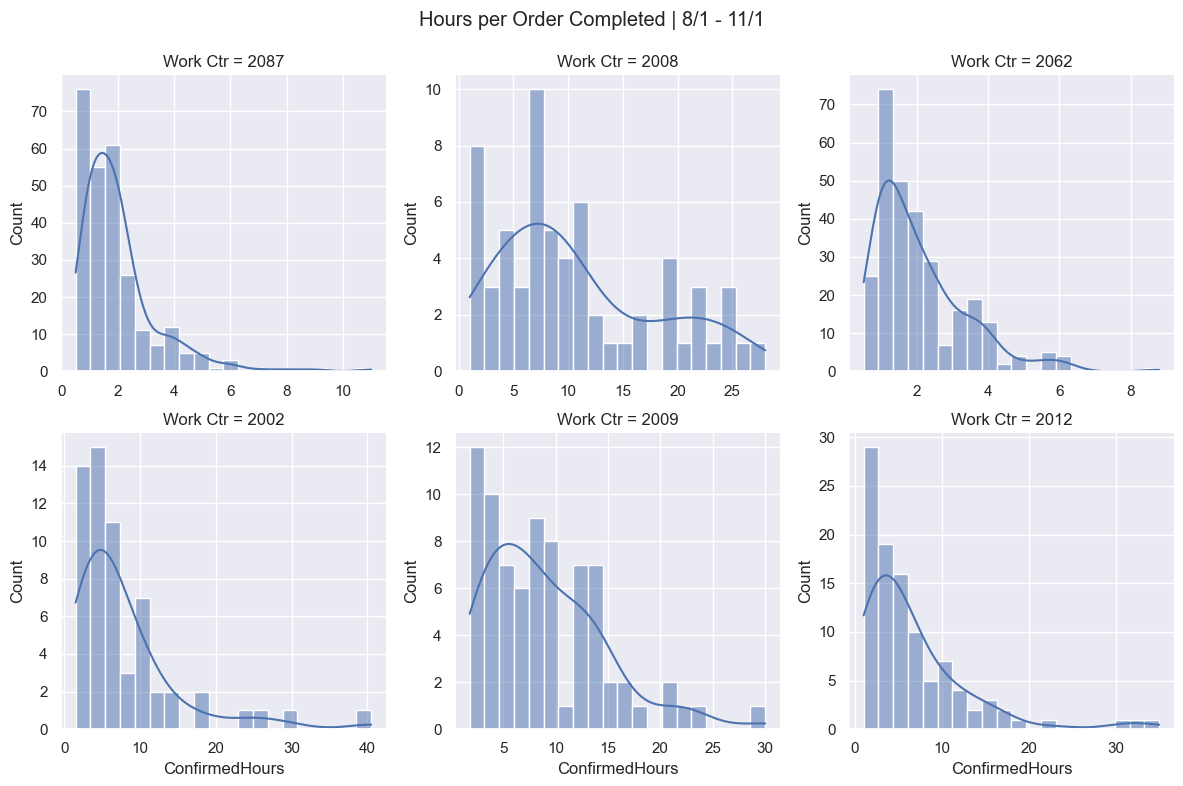 Hours per Order Completed | 8/1 - 11/1
Work Ctr = 2087
Count
70
60
50
40
30
20
10
0
0 2 4 6 8 10
Work Ctr = 2008
Count
10
8
6
4
2
0
0 5 10 15 20 25
Work Ctr = 2062
Count
70
60
50
40
30
20
10
0
2 4 6 8
Work Ctr = 2002
Count
14
12
10
8
6
4
2
0
0 10 20 30 40
ConfirmedHours
Work Ctr = 2009
Count
12
10
8
6
4
2
0
5 10 15 20 25 30
ConfirmedHours
Work Ctr = 2012
Count
30
25
20
15
10
5
0
0 10 20 30
ConfirmedHours